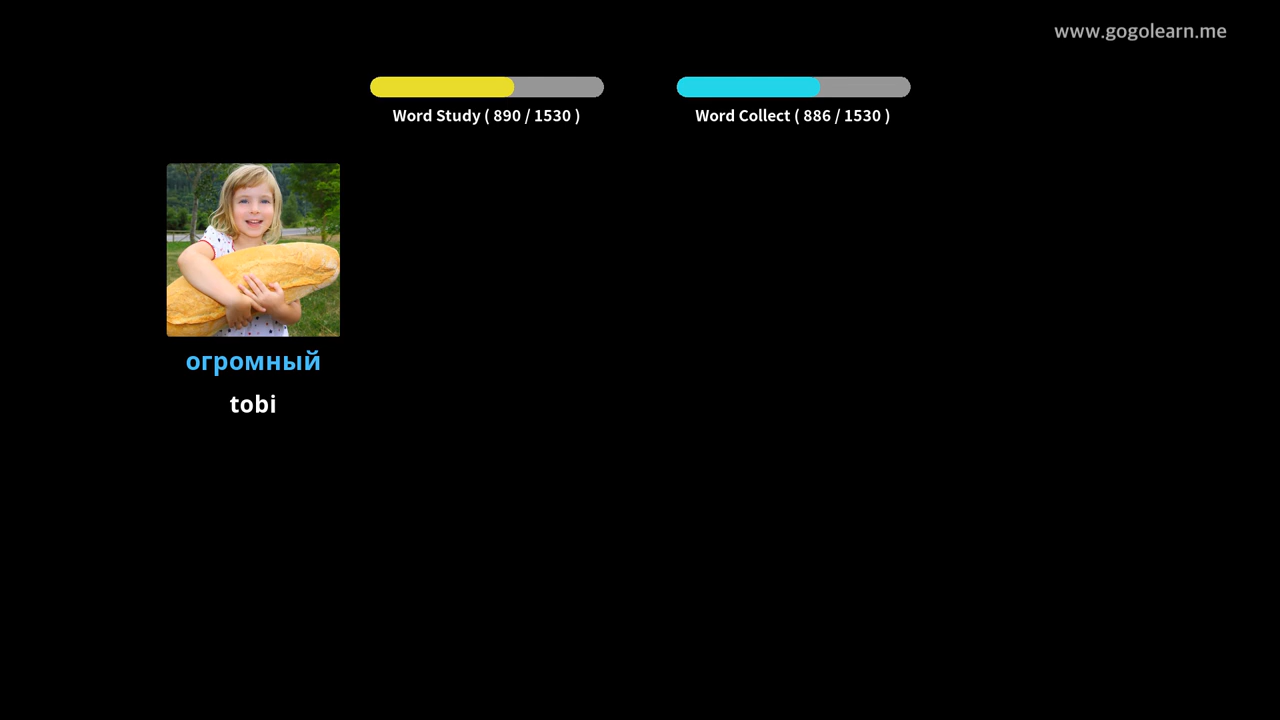 www.gogolearn.me
Word Study ( 890 / 1530 )
Word Collect ( 886 / 1530 )
огромный
tobi